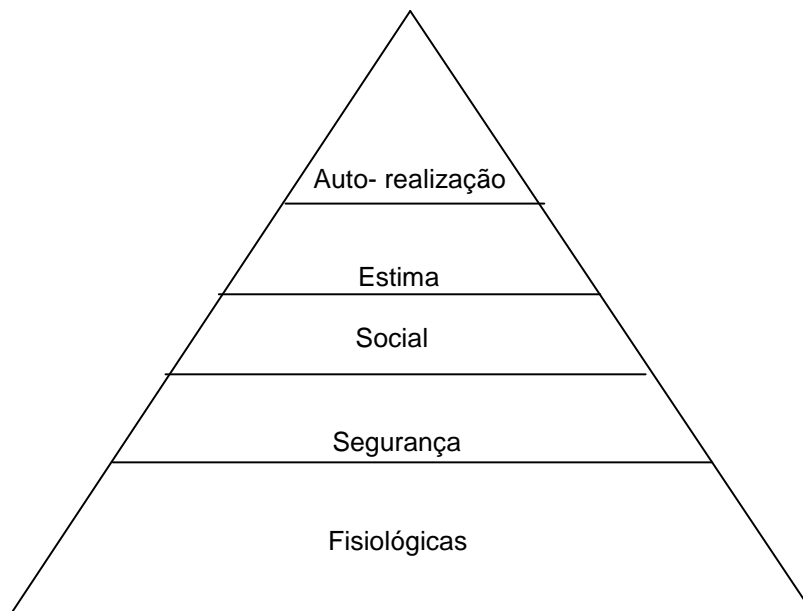 Auto- realização
Estima
Social
Segurança
Fisiológicas